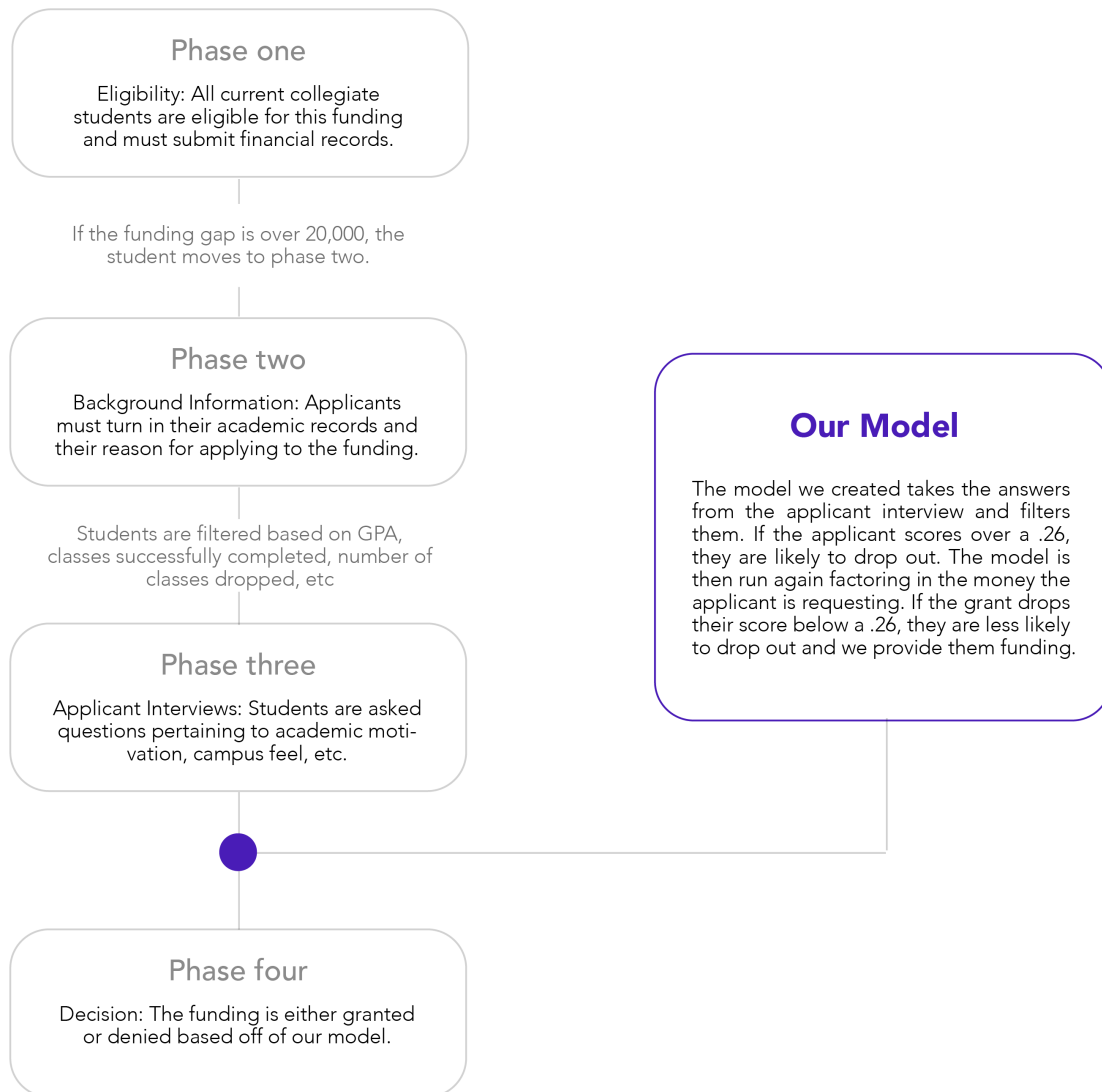 Phase one
Eligibility: All current collegiate
students are eligible for this funding
and must submit financial records.
If the funding gap is over 20,000, the
student moves to phase two.
Phase two
Background Information: Applicants
must turn in their academic records and
their reason for applying to the funding.
Students are filtered based on GPA,
classes successfully completed, number of
classes dropped, etc
Phase three
Applicant Interviews: Students are asked
questions pertaining to academic moti-
vation, campus feel, etc.
Our Model
The model we created takes the answers
from the applicant interview and filters
them. If the applicant scores over a .26,
they are likely to drop out. The model is
then run again factoring in the money the
applicant is requesting. If the grant drops
their score below a .26, they are less likely
to drop out and we provide them funding.
Phase four
Decision: The funding is either granted
or denied based off of our model.